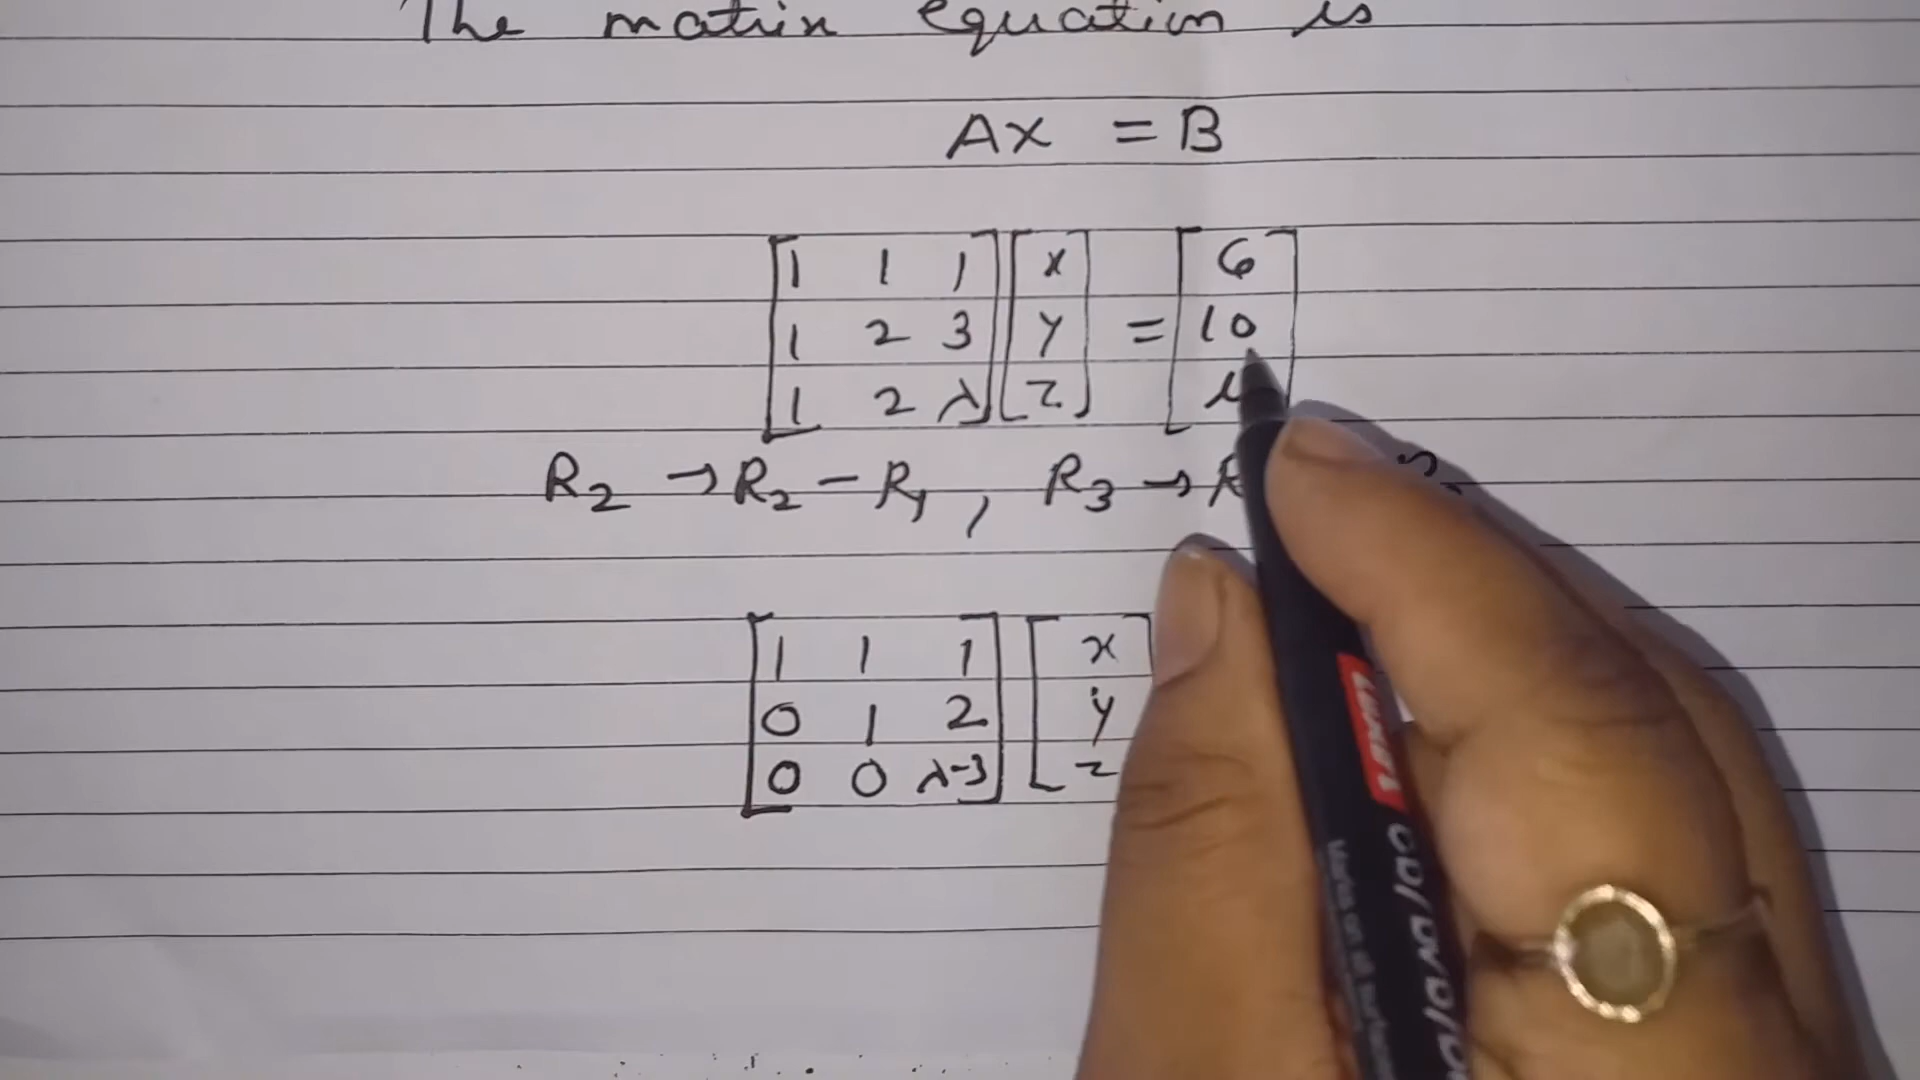 The matrix equation is
AX = B
[1 1 1] [x] = [6]
[1 2 3] [y] [10]
[1 2 λ] [z]
R2 → R2 - R1, R3 → R
[1 1 1] [x]
[0 1 2] [y]
[0 0 λ-3] [z]
LUXOR